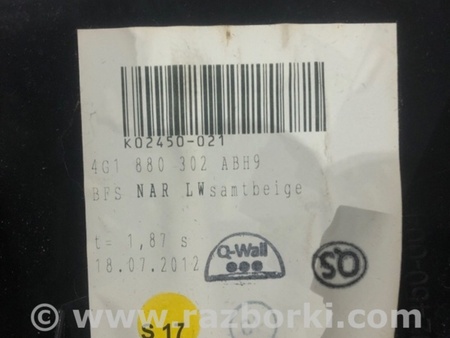 K02450-021
4G1 880 302 ABH9
BFS NAR LWsamtbeige
t= 1,87 s
18.07.2012
Q-Wall
QS
S 17
www.razborki.com